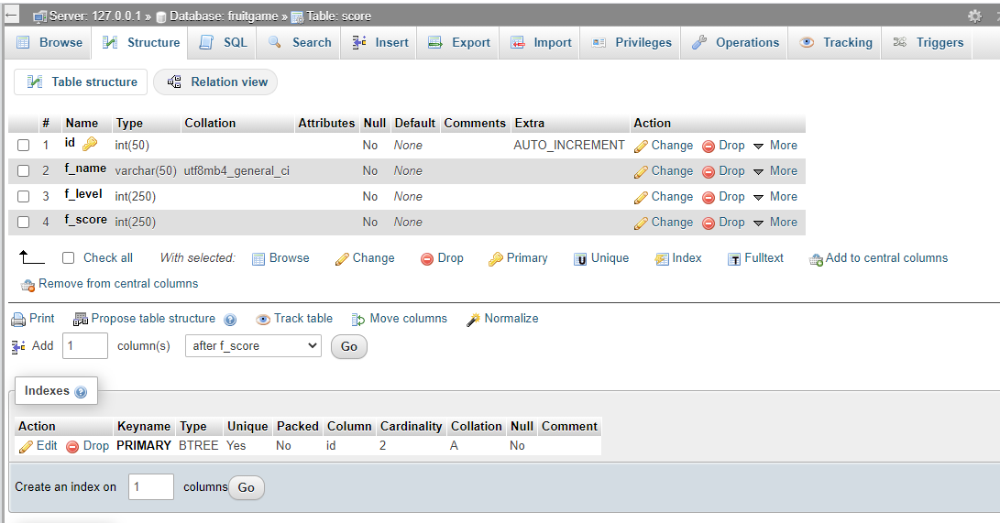 Server: 127.0.0.1 » Database: fruitgame » Table: score
Browse Structure SQL Search Insert Export Import Privileges Operations Tracking Triggers
Table structure Relation view
# Name Type Collation Attributes Null Default Comments Extra Action
1 id int(50) No None AUTO_INCREMENT Change Drop More
2 f_name varchar(50) utf8mb4_general_ci No None Change Drop More
3 f_level int(250) No None Change Drop More
4 f_score int(250) No None Change Drop More
Check all With selected: Browse Change Drop Primary Unique Index Fulltext Add to central columns
Remove from central columns
Print Propose table structure Track table Move columns Normalize
Add 1 column(s) after f_score Go
Indexes
Action Keyname Type Unique Packed Column Cardinality Collation Null Comment
Edit Drop PRIMARY BTREE Yes No id 2 A No
Create an index on 1 columns Go